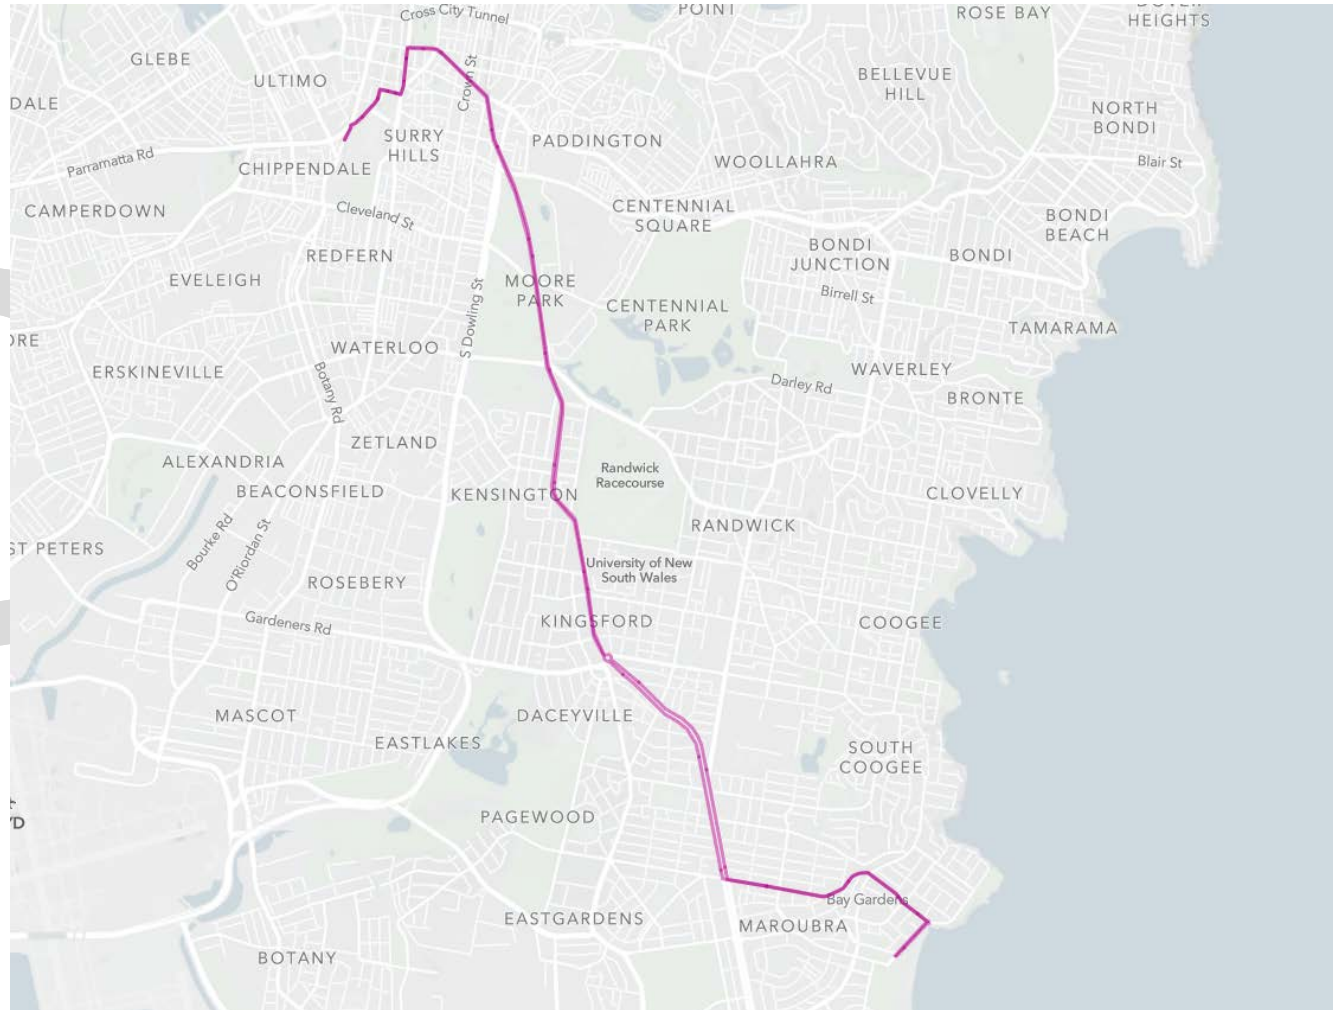 Cross City Tunnel
POINT
ROSE BAY
DOVER
HEIGHTS
GLEBE
ULTIMO
Crown St
BELLEVUE
HILL
DALE
NORTH
BONDI
SURRY
HILLS
PADDINGTON
Parramatta Rd
CHIPPENDALE
WOOLLAHRA
Blair St
CAMPERDOWN
Cleveland St
CENTENNIAL
SQUARE
BONDI
BEACH
REDFERN
BONDI
JUNCTION
BONDI
EVELEIGH
MOORE
PARK
Birrell St
S Dowling St
CENTENNIAL
PARK
TAMARAMA
ORE
WATERLOO
ERSKINEVILLE
Botany Rd
WAVERLEY
Darley Rd
BRONTE
ZETLAND
ALEXANDRIA
Randwick
Racecourse
BEACONSFIELD
KENSINGTON
CLOVELLY
RANDWICK
Bourke Rd
O'Riordan St
ST PETERS
University of New
South Wales
ROSEBERY
Gardeners Rd
KINGSFORD
COOGEE
MASCOT
DACEYVILLE
EASTLAKES
SOUTH
COOGEE
PAGEWOOD
YD
Bay Gardens
EASTGARDENS
MAROUBRA
BOTANY